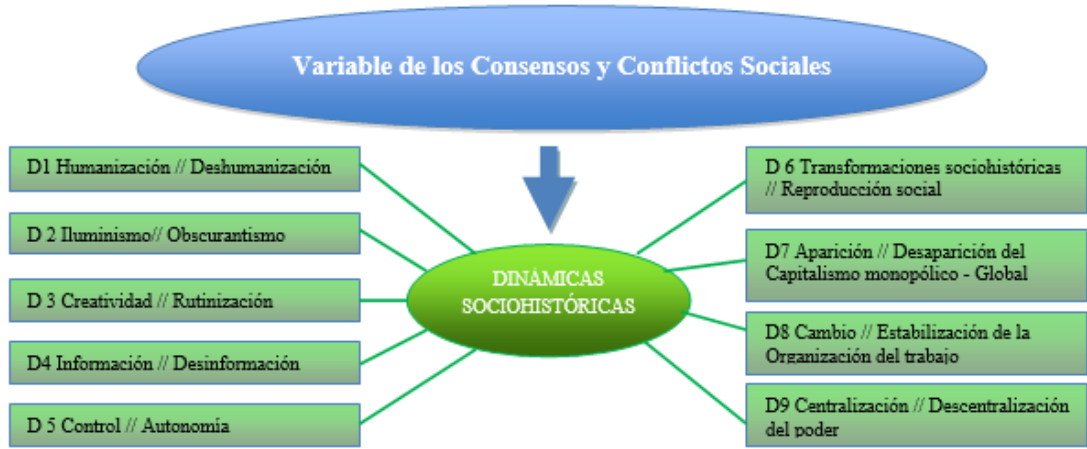 Variable de los Consensos y Conflictos Sociales
D1 Humanización // Deshumanización
D 2 Iluminismo// Obscurantismo
D 3 Creatividad // Rutinización
D4 Información // Desinformación
D 5 Control // Autonomía
DINÁMICAS
SOCIOHISTÓRICAS
D 6 Transformaciones sociohistóricas
// Reproducción social
D7 Aparición // Desaparición del
Capitalismo monopólico - Global
D8 Cambio // Estabilización de la
Organización del trabajo
D9 Centralización // Descentralización
del poder